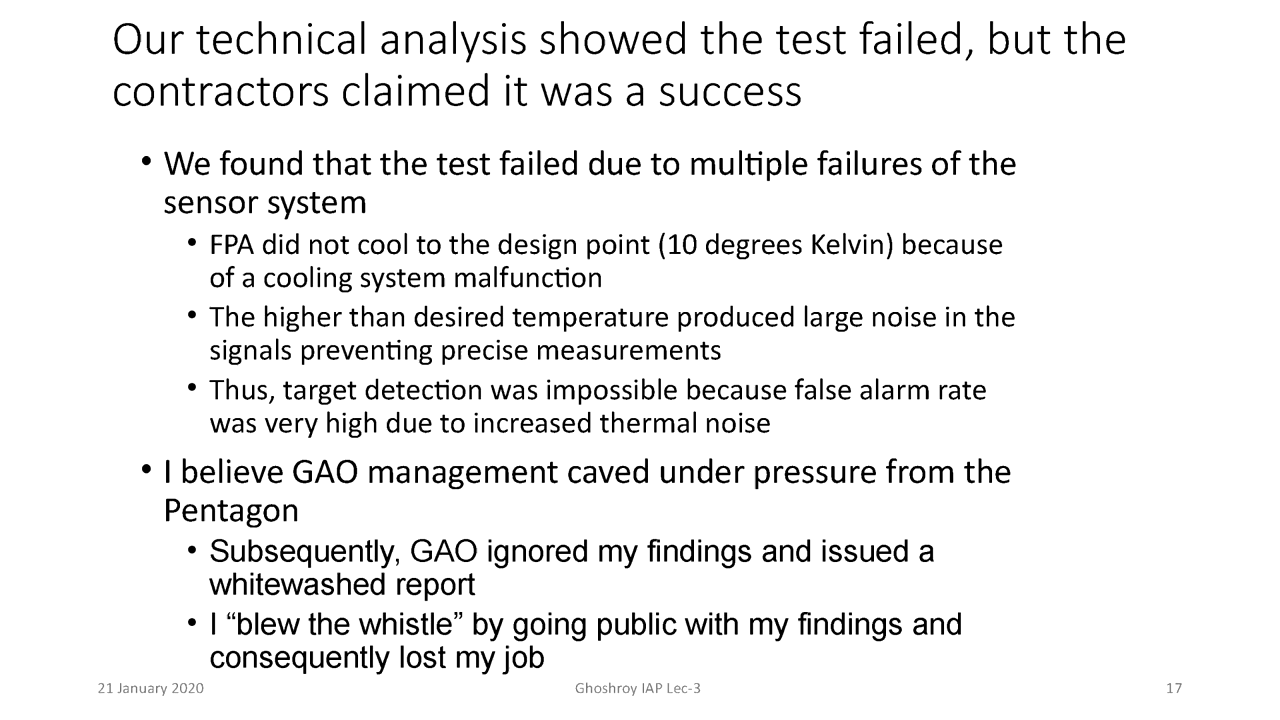 Our technical analysis showed the test failed, but the
contractors claimed it was a success
• We found that the test failed due to multiple failures of the
sensor system
• FPA did not cool to the design point (10 degrees Kelvin) because
of a cooling system malfunction
• The higher than desired temperature produced large noise in the
signals preventing precise measurements
• Thus, target detection was impossible because false alarm rate
was very high due to increased thermal noise
• I believe GAO management caved under pressure from the
Pentagon
• Subsequently, GAO ignored my findings and issued a
whitewashed report
• I “blew the whistle” by going public with my findings and
consequently lost my job
21 January 2020
Ghoshroy IAP Lec-3
17